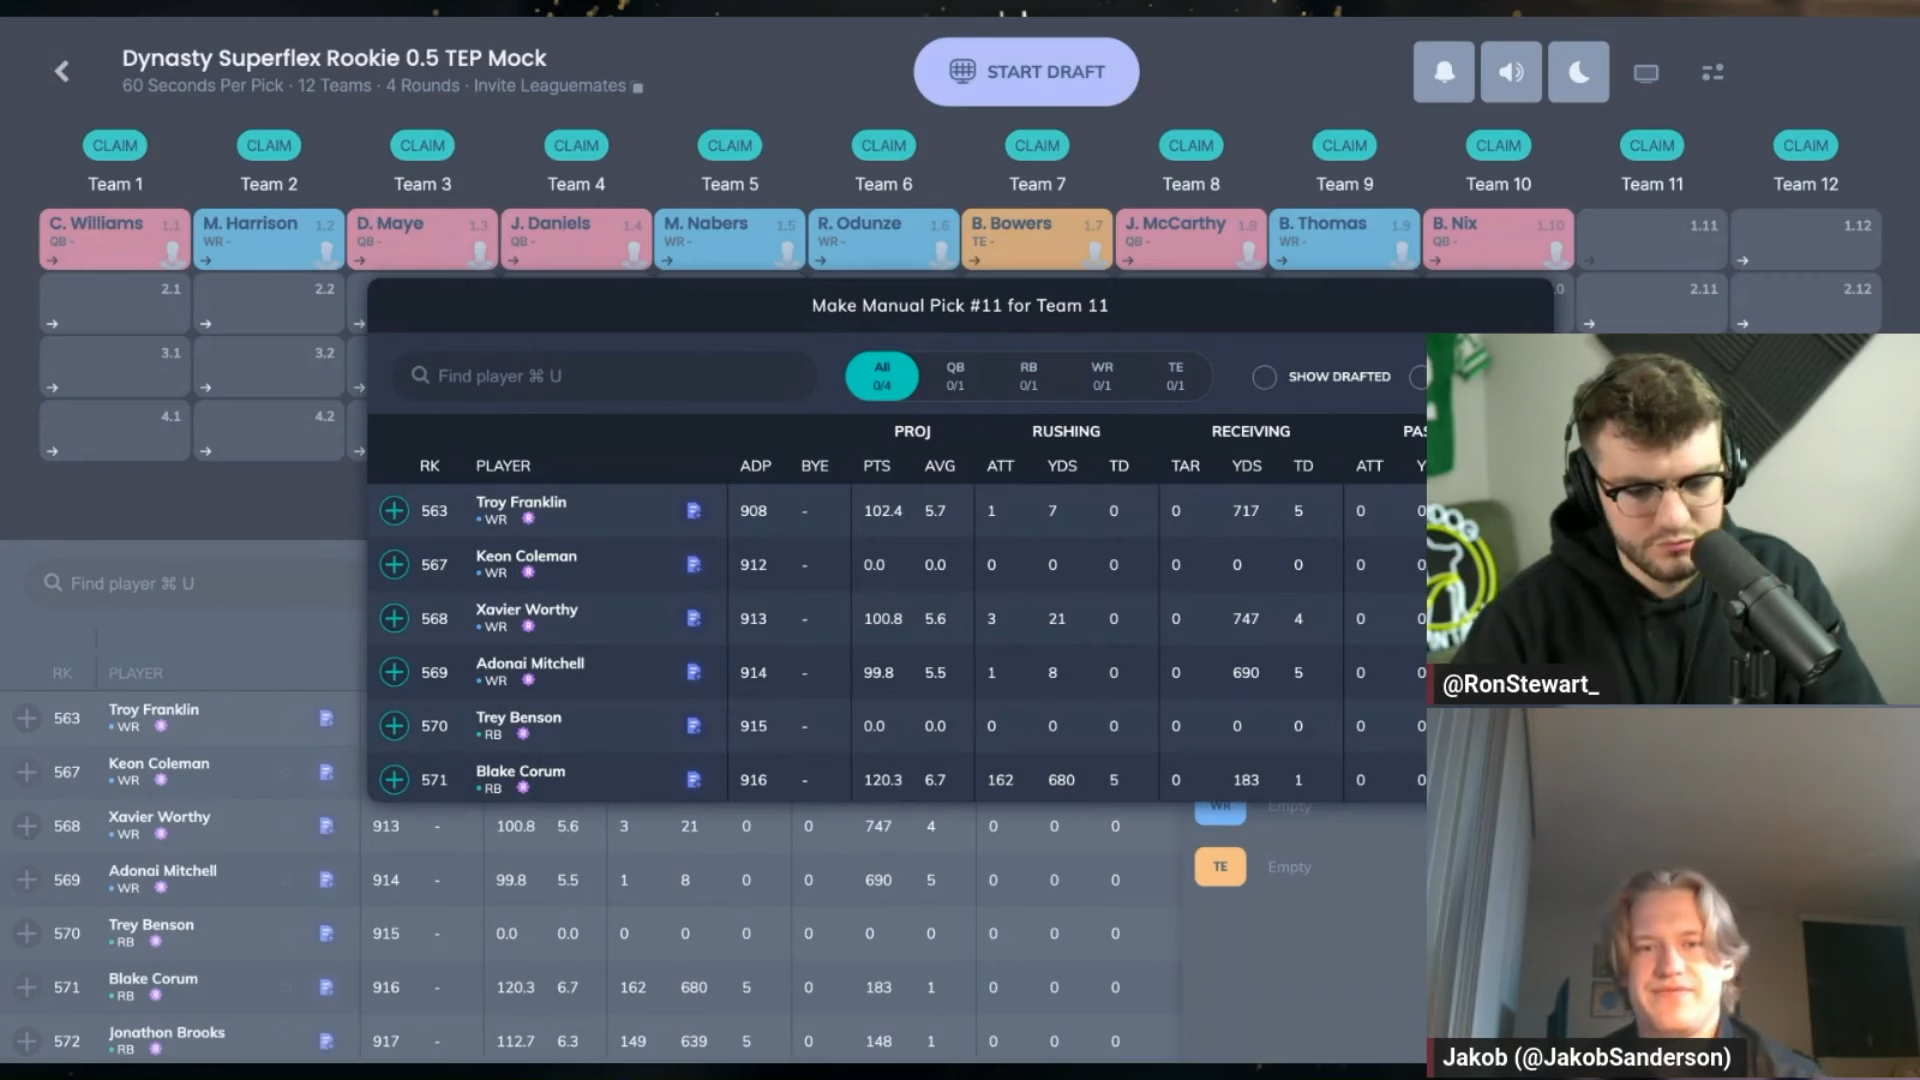 Dynasty Superflex Rookie 0.5 TEP Mock
60 Seconds Per Pick · 12 Teams · 4 Rounds · Invite Leaguemates
START DRAFT
CLAIM CLAIM CLAIM CLAIM CLAIM CLAIM CLAIM CLAIM CLAIM CLAIM CLAIM CLAIM
Team 1 Team 2 Team 3 Team 4 Team 5 Team 6 Team 7 Team 8 Team 9 Team 10 Team 11 Team 12
C. Williams 1.1 M. Harrison 1.2 D. Maye 1.3 J. Daniels 1.4 M. Nabers 1.5 R. Odunze 1.6 B. Bowers 1.7 J. McCarthy 1.8 B. Thomas 1.9 B. Nix 1.10 1.11 1.12
QB - WR - QB - QB - WR - WR - TE - QB - WR - QB -
2.1 2.2 2.11 2.12
3.1 3.2
4.1 4.2
Make Manual Pick #11 for Team 11
Find player ⌘ U
All QB RB WR TE
0/4 0/1 0/1 0/1 0/1
SHOW DRAFTED
PROJ RUSHING RECEIVING
RK PLAYER ADP BYE PTS AVG ATT YDS TD TAR YDS TD ATT
563 Troy Franklin 908 - 102.4 5.7 1 7 0 0 717 5 0 0
WR R
567 Keon Coleman 912 - 0.0 0.0 0 0 0 0 0 0 0 0
WR R
568 Xavier Worthy 913 - 100.8 5.6 3 21 0 0 747 4 0 0
WR R
569 Adonai Mitchell 914 - 99.8 5.5 1 8 0 0 690 5 0 0
WR R
570 Trey Benson 915 - 0.0 0.0 0 0 0 0 0 0 0 0
RB R
571 Blake Corum 916 - 120.3 6.7 162 680 5 0 183 1 0 0
RB R
Find player ⌘ U
RK PLAYER
563 Troy Franklin
WR R
567 Keon Coleman
WR R
568 Xavier Worthy 913 - 100.8 5.6 3 21 0 0 747 4 0 0 0
WR R
569 Adonai Mitchell 914 - 99.8 5.5 1 8 0 0 690 5 0 0 0
WR R
570 Trey Benson 915 - 0.0 0.0 0 0 0 0 0 0 0 0 0
RB R
571 Blake Corum 916 - 120.3 6.7 162 680 5 0 183 1 0 0 0
RB R
572 Jonathon Brooks 917 - 112.7 6.3 149 639 5 0 148 1 0 0 0
RB R
WR Empty
TE Empty
@RonStewart_
Jakob (@JakobSanderson)